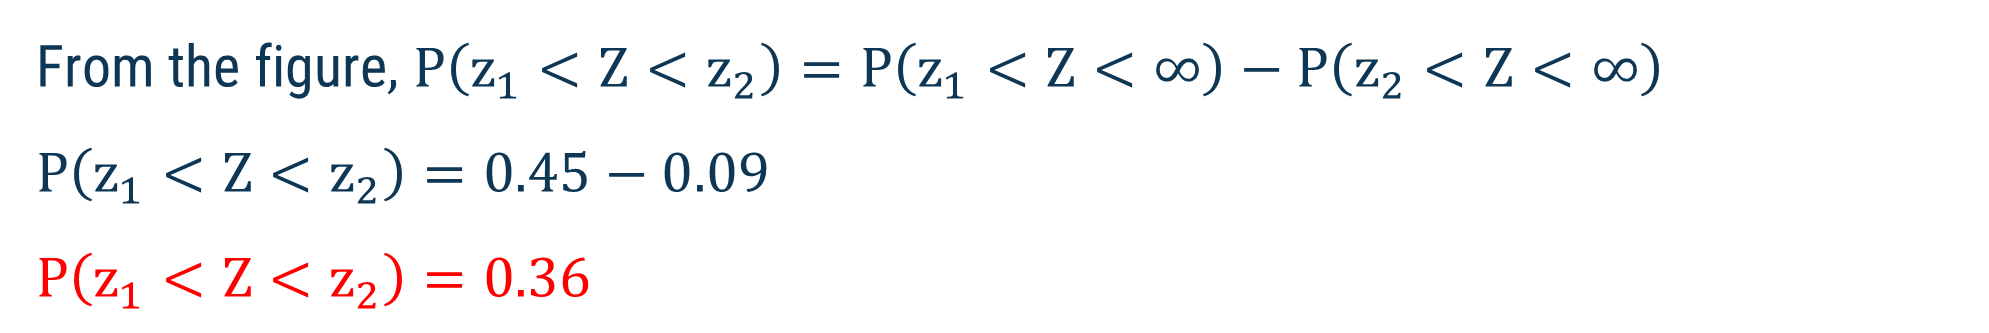 From the figure, P(z₁ < Z < z₂) = P(z₁ < Z < ∞) − P(z₂ < Z < ∞)
P(z₁ < Z < z₂) = 0.45 − 0.09
P(z₁ < Z < z₂) = 0.36